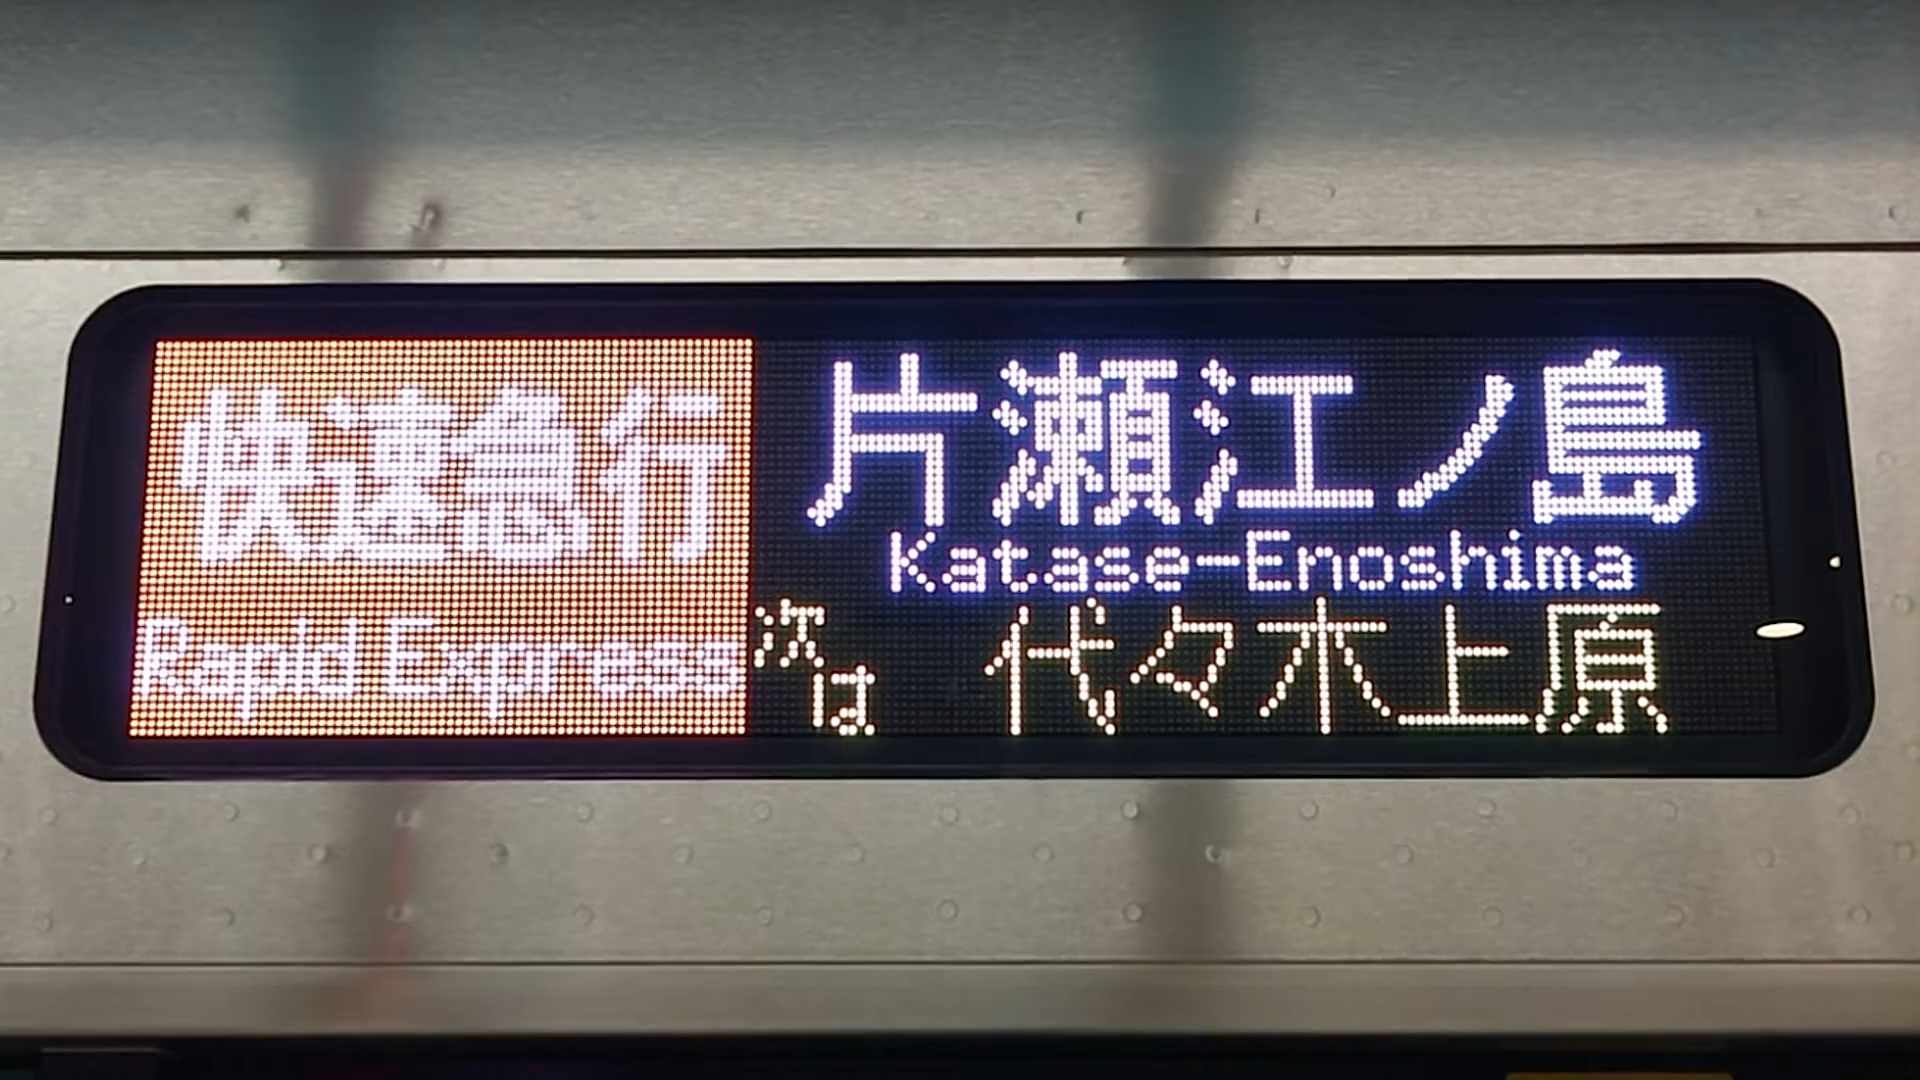 快速急行
Rapid Express
片瀬江ノ島
Katase-Enoshima
次は 代々木上原